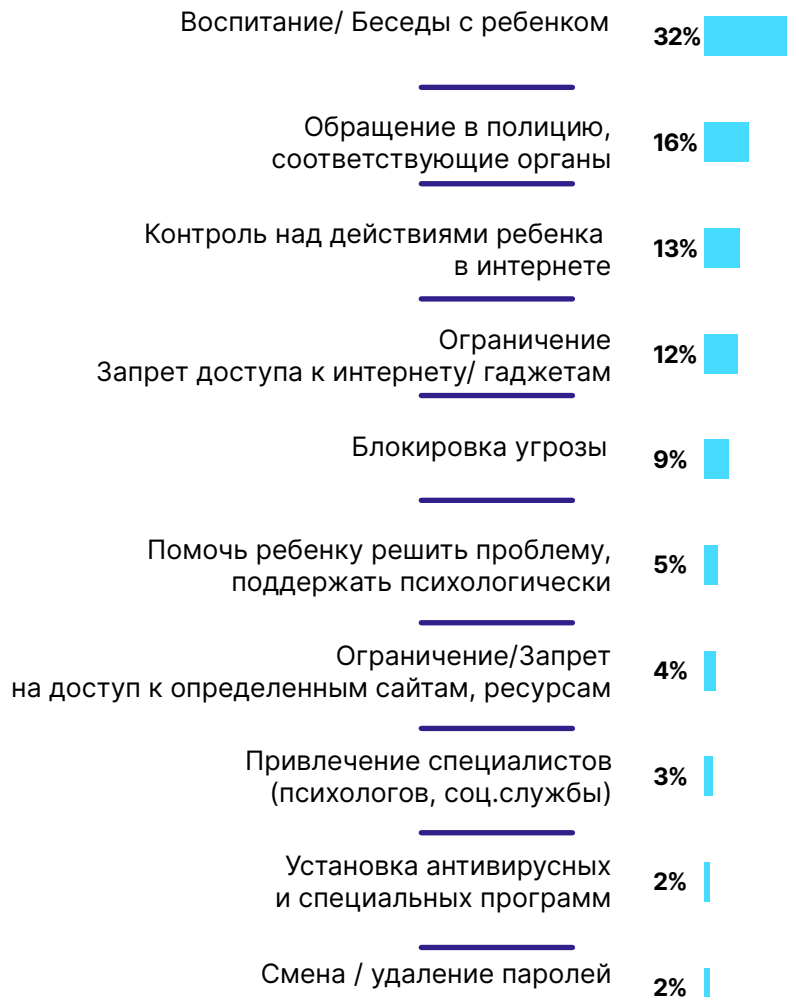 Воспитание/ Беседы с ребенком
32%
Обращение в полицию,
соответствующие органы
16%
Контроль над действиями ребенка
в интернете
13%
Ограничение
Запрет доступа к интернету/ гаджетам
12%
Блокировка угрозы
9%
Помочь ребенку решить проблему,
поддержать психологически
5%
Ограничение/Запрет
на доступ к определенным сайтам, ресурсам
4%
Привлечение специалистов
(психологов, соц.службы)
3%
Установка антивирусных
и специальных программ
2%
Смена / удаление паролей
2%